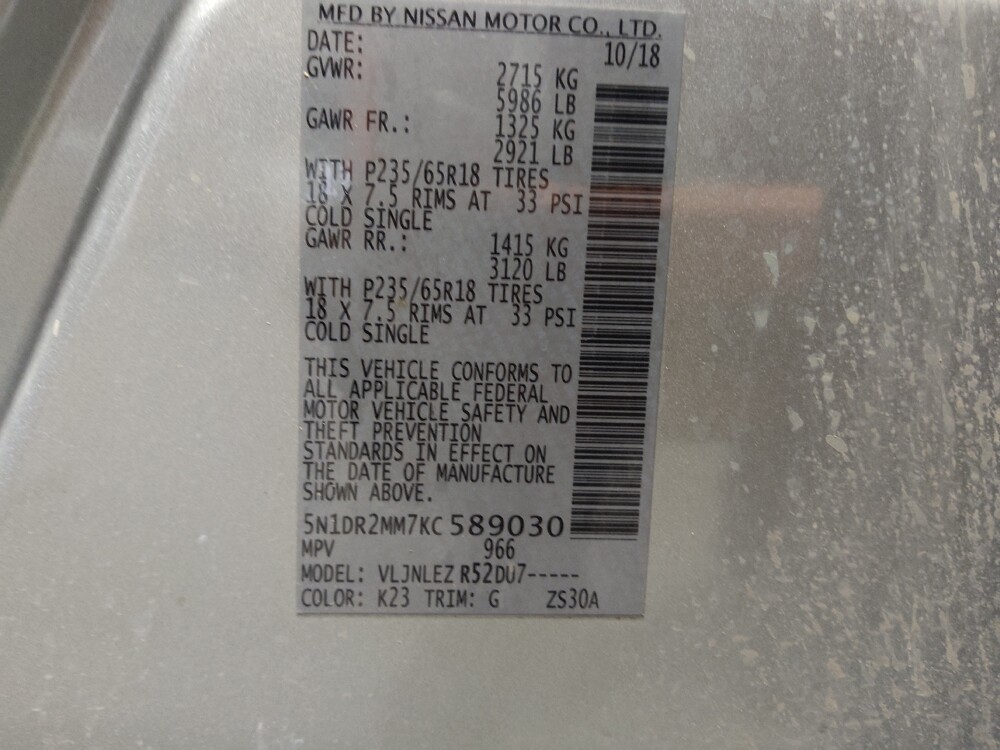 MFD BY NISSAN MOTOR CO., LTD.
DATE: 10/18
GVWR: 2715 KG
5986 LB
GAWR FR.: 1325 KG
2921 LB
WITH P235/65R18 TIRES
18 X 7.5 RIMS AT 33 PSI
COLD SINGLE
GAWR RR.: 1415 KG
3120 LB
WITH P235/65R18 TIRES
18 X 7.5 RIMS AT 33 PSI
COLD SINGLE
THIS VEHICLE CONFORMS TO
ALL APPLICABLE FEDERAL
MOTOR VEHICLE SAFETY AND
THEFT PREVENTION
STANDARDS IN EFFECT ON
THE DATE OF MANUFACTURE
SHOWN ABOVE.
5N1DR2MM7KC 589030
MPV 966
MODEL: VLJNLEZ R52DU7-----
COLOR: K23 TRIM: G ZS30A